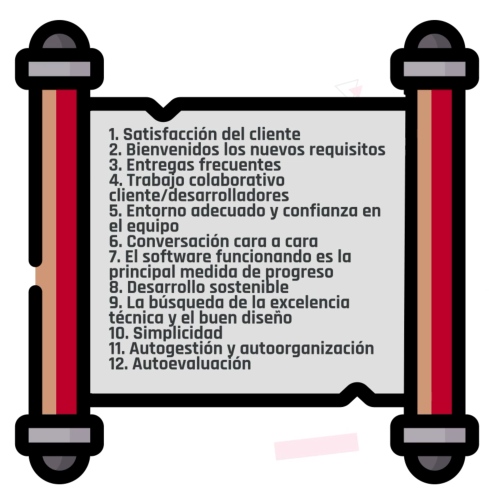 1. Satisfacción del cliente
2. Bienvenidos los nuevos requisitos
3. Entregas frecuentes
4. Trabajo colaborativo
cliente/desarrolladores
5. Entorno adecuado y confianza en
el equipo
6. Conversación cara a cara
7. El software funcionando es la
principal medida de progreso
8. Desarrollo sostenible
9. La búsqueda de la excelencia
técnica y el buen diseño
10. Simplicidad
11. Autogestión y autoorganización
12. Autoevaluación